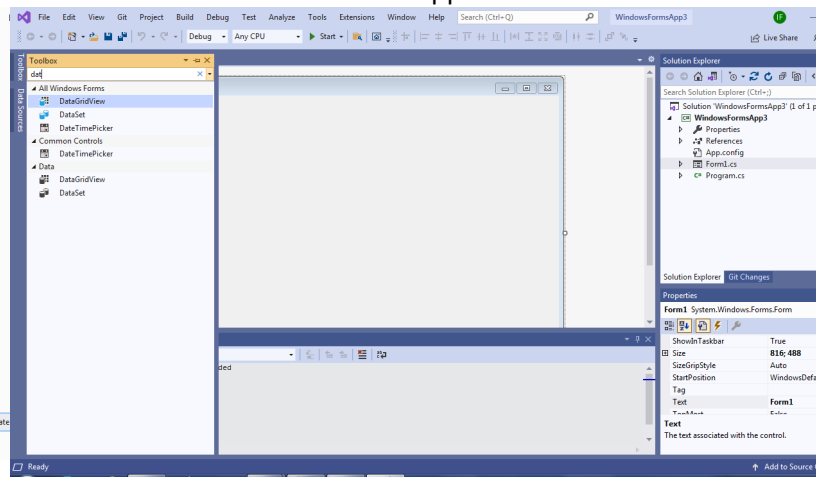 File Edit View Git Project Build Debug Test Analyze Tools Extensions Window Help Search (Ctrl+Q) WindowsFormsApp3 IF
Debug Any CPU Start Live Share
Toolbox
Data Sources
Toolbox
dat
All Windows Forms
DataGridView
DataSet
DateTimePicker
Common Controls
DateTimePicker
Data
DataGridView
DataSet
ded
Solution Explorer
Search Solution Explorer (Ctrl+;)
Solution 'WindowsFormsApp3' (1 of 1 p
WindowsFormsApp3
Properties
References
App.config
Form1.cs
C# Program.cs
Solution Explorer Git Changes
Properties
Form1 System.Windows.Forms.Form
ShowInTaskbar True
Size 816; 488
SizeGripStyle Auto
StartPosition WindowsDefa
Tag
Text Form1
Text
The text associated with the control.
Ready Add to Source